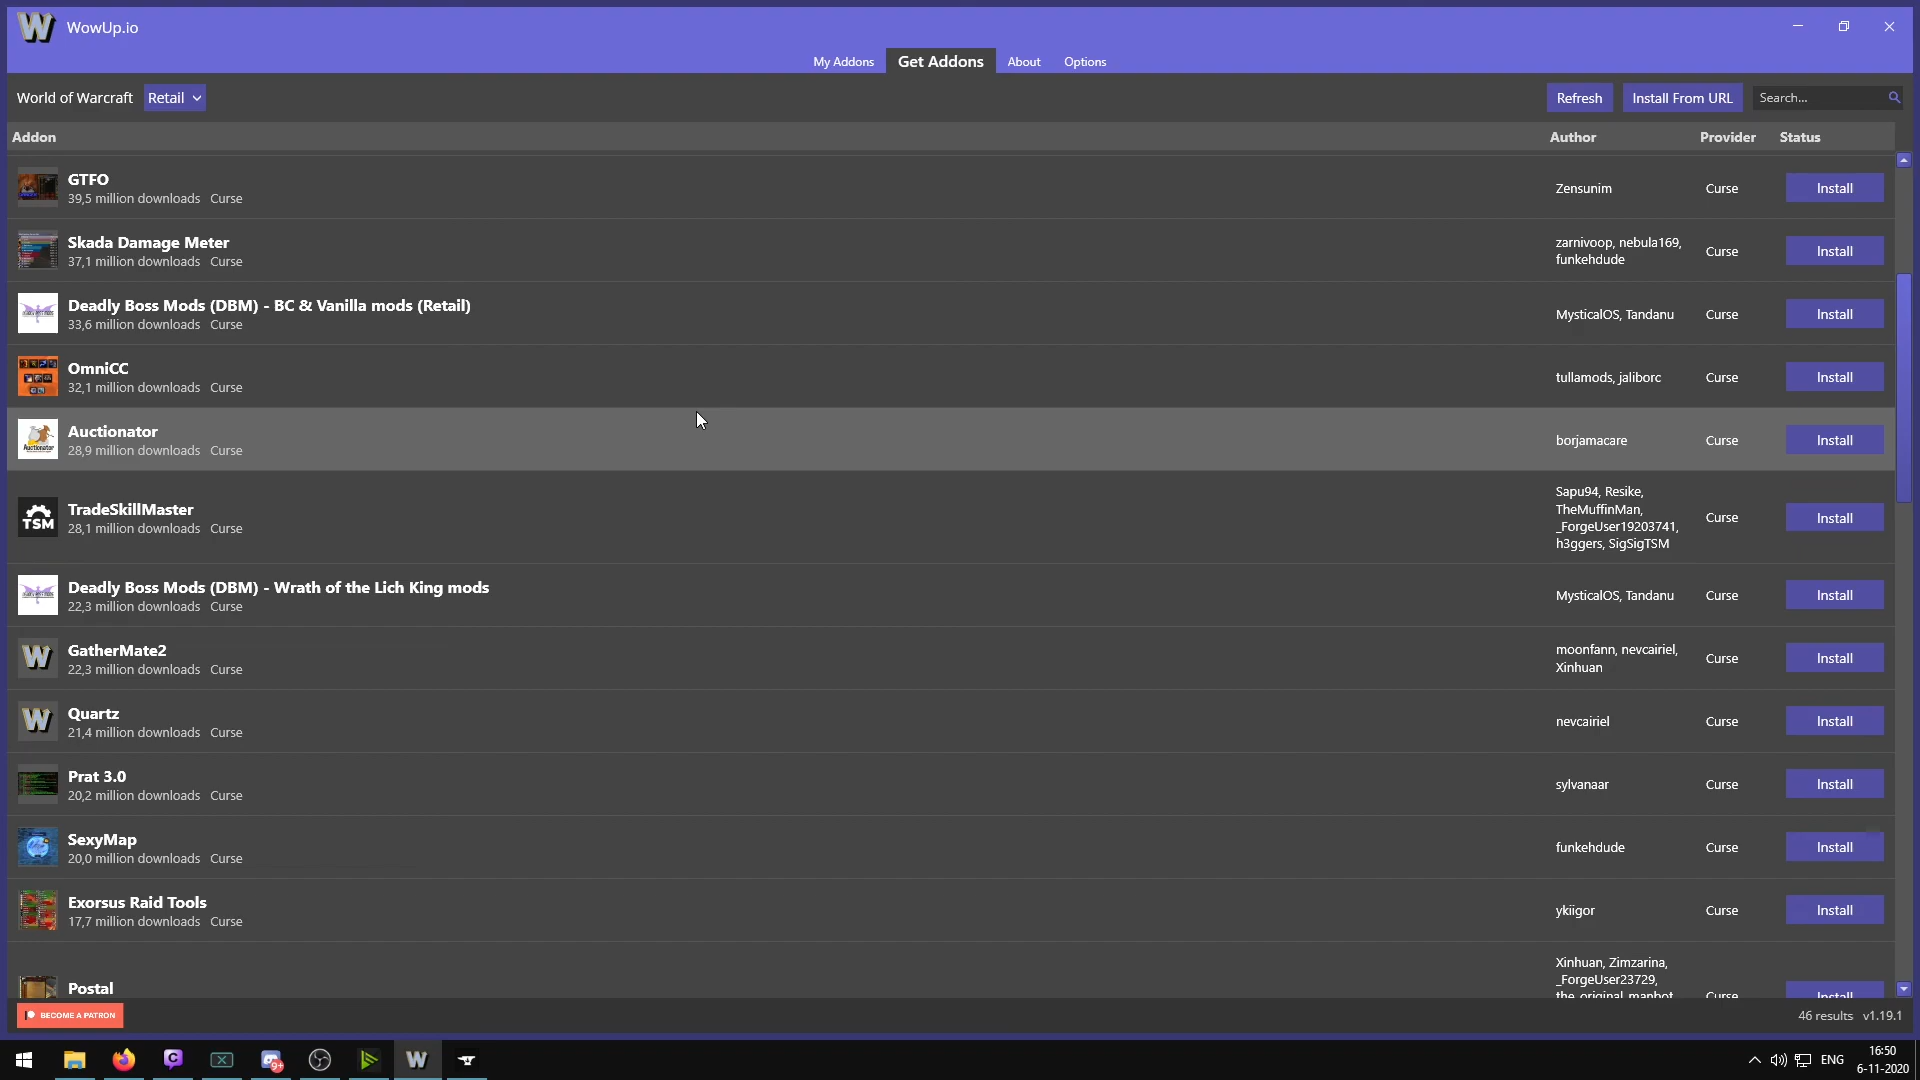 WowUp.io
My Addons Get Addons About Options
World of Warcraft Retail Refresh Install From URL Search...
Addon Author Provider Status
GTFO
39,5 million downloads Curse
Zensunim Curse Install
Skada Damage Meter
37,1 million downloads Curse
zarnivoop, nebula169,
funkehdude
Curse Install
Deadly Boss Mods (DBM) - BC & Vanilla mods (Retail)
33,6 million downloads Curse
MysticalOS, Tandanu Curse Install
OmniCC
32,1 million downloads Curse
tullamods, jaliborc Curse Install
Auctionator
Auctionator
28,9 million downloads Curse
borjamacare Curse Install
TSM
TradeSkillMaster
28,1 million downloads Curse
Sapu94, Resike,
TheMuffinMan,
_ForgeUser19203741,
h3ggers, SigSigTSM
Curse Install
Deadly Boss Mods (DBM) - Wrath of the Lich King mods
22,3 million downloads Curse
MysticalOS, Tandanu Curse Install
GatherMate2
22,3 million downloads Curse
moonfann, nevcairiel,
Xinhuan
Curse Install
Quartz
21,4 million downloads Curse
nevcairiel Curse Install
Prat 3.0
20,2 million downloads Curse
sylvanaar Curse Install
SexyMap
20,0 million downloads Curse
funkehdude Curse Install
Exorsus Raid Tools
17,7 million downloads Curse
ykiigor Curse Install
Postal
Xinhuan, Zimzarina,
_ForgeUser23729,
the_original_manbot
Curse Install
BECOME A PATRON
46 results v1.19.1
9+
ENG
16:50
6-11-2020